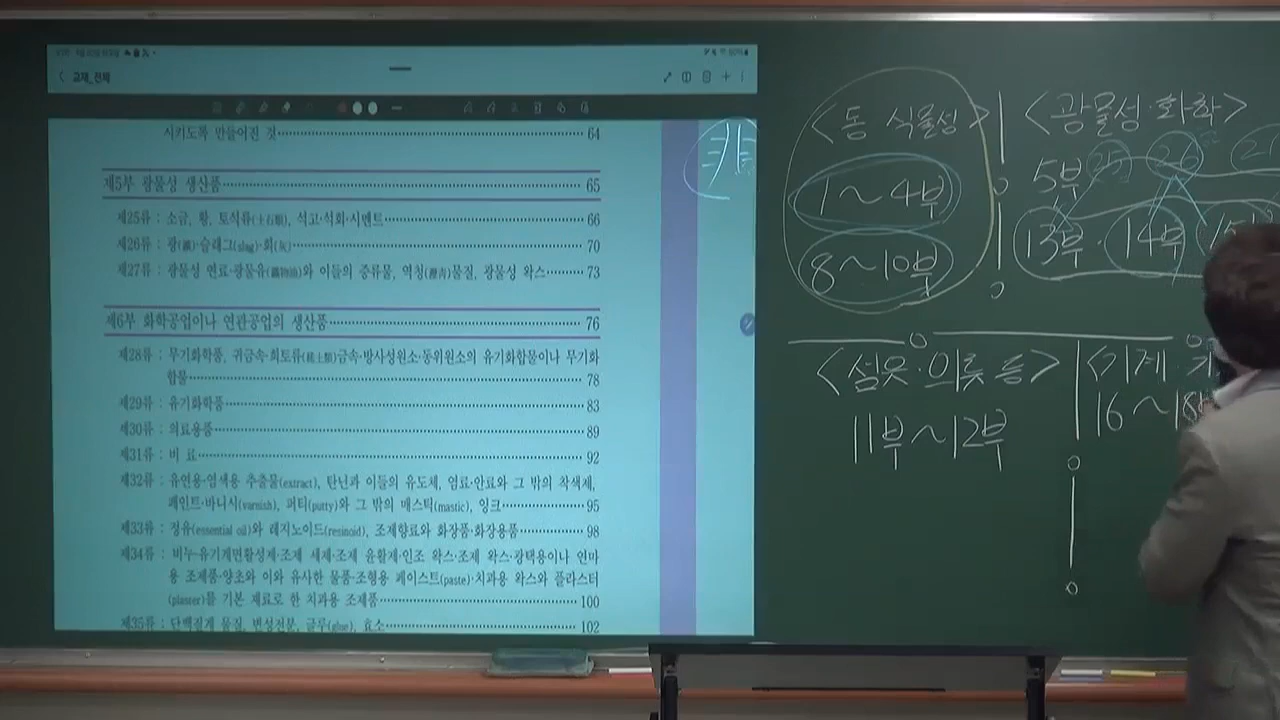 교재_전체
시키도록 만들어진 것 64
제5부 광물성 생산품 65
제25류 : 소금, 황, 토석류(土石類), 석고·석회·시멘트 66
제26류 : 광(鑛)·슬래그(slag)·회(灰) 70
제27류 : 광물성 연료·광물유(鑛物油)와 이들의 증류물, 역청(瀝青)물질, 광물성 왁스 73
제6부 화학공업이나 연관공업의 생산품 76
제28류 : 무기화학품, 귀금속·희토류(稀土類)금속·방사성원소·동위원소의 유기화합물이나 무기화
합물 78
제29류 : 유기화학품 83
제30류 : 의료용품 89
제31류 : 비 료 92
제32류 : 유연용·염색용 추출물(extract), 탄닌과 이들의 유도체, 염료·안료와 그 밖의 착색제,
페인트·바니시(varnish), 퍼티(putty)와 그 밖의 매스틱(mastic), 잉크 95
제33류 : 정유(essential oil)와 레지노이드(resinoid), 조제향료와 화장품·화장용품 98
제34류 : 비누·유기계면활성제·조제 세제·조제 윤활제·인조 왁스·조제 왁스·광택용이나 연마
용 조제품·양초와 이와 유사한 물품·조형용 페이스트(paste)·치과용 왁스와 플라스터
(plaster)를 기본 재료로 한 치과용 조제품 100
제35류 : 단백질계 물질, 변성전분, 글루(glue), 효소 102
<동 식물성>
1~4부
8~10부
<광물성·화학>
5부 25 26
13부·14부
<섬유·의류 등>
11부~12부
<기계
16~18부